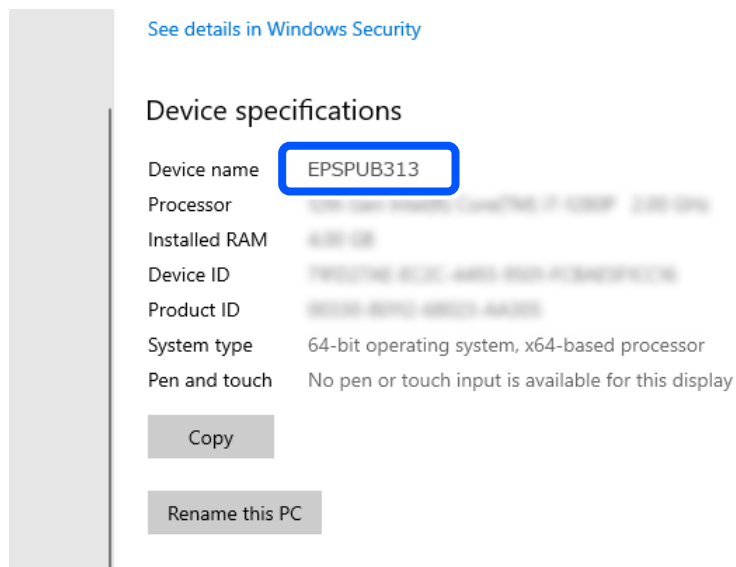 See details in Windows Security
Device specifications
Device name EPSPUB313
Processor
Installed RAM
Device ID
Product ID
System type 64-bit operating system, x64-based processor
Pen and touch No pen or touch input is available for this display
Copy
Rename this PC